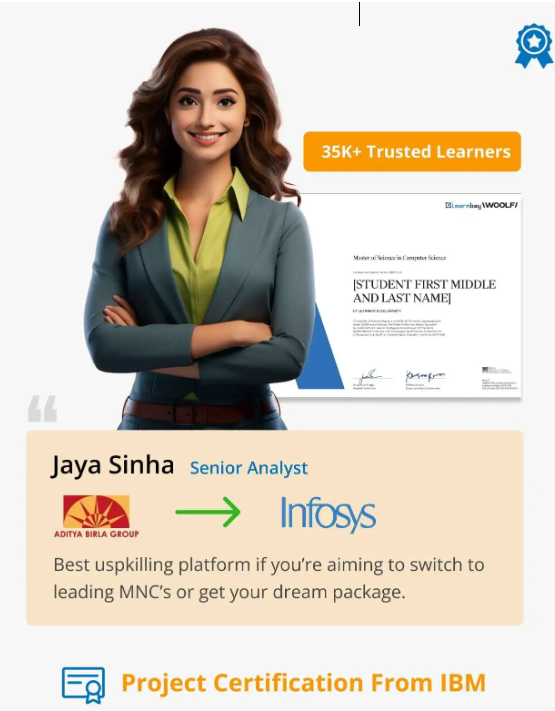 35K+ Trusted Learners
Learnbay \WOOLF/
Master of Science in Computer Science
[STUDENT FIRST MIDDLE
AND LAST NAME]
Jaya Sinha Senior Analyst
ADITYA BIRLA GROUP
Infosys
Best uspkilling platform if you’re aiming to switch to
leading MNC’s or get your dream package.
Project Certification From IBM